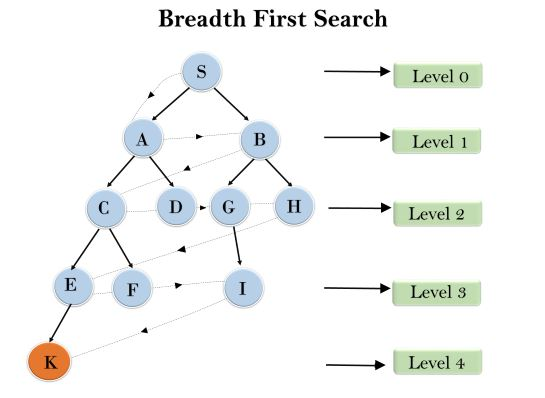 Breadth First Search
S
Level 0
A
B
Level 1
C
D
G
H
Level 2
E
F
I
Level 3
K
Level 4